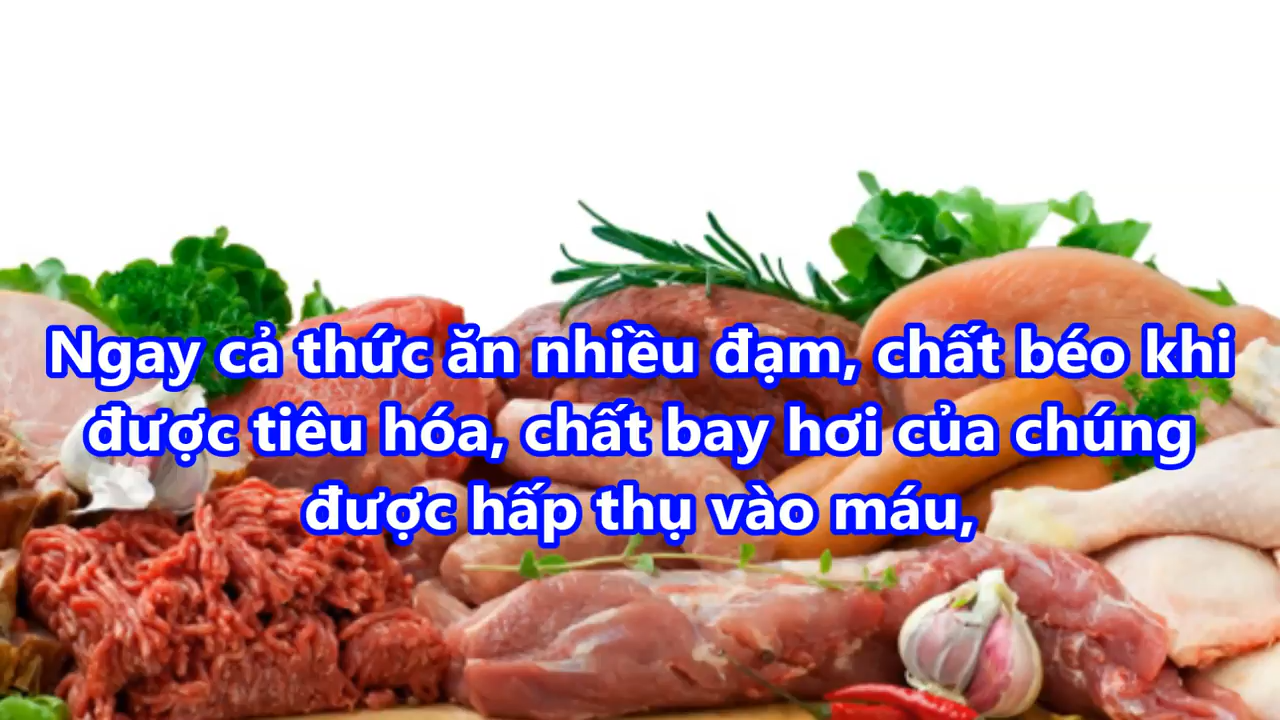 Ngay cả thức ăn nhiều đạm, chất béo khi
được tiêu hóa, chất bay hơi của chúng
được hấp thụ vào máu,